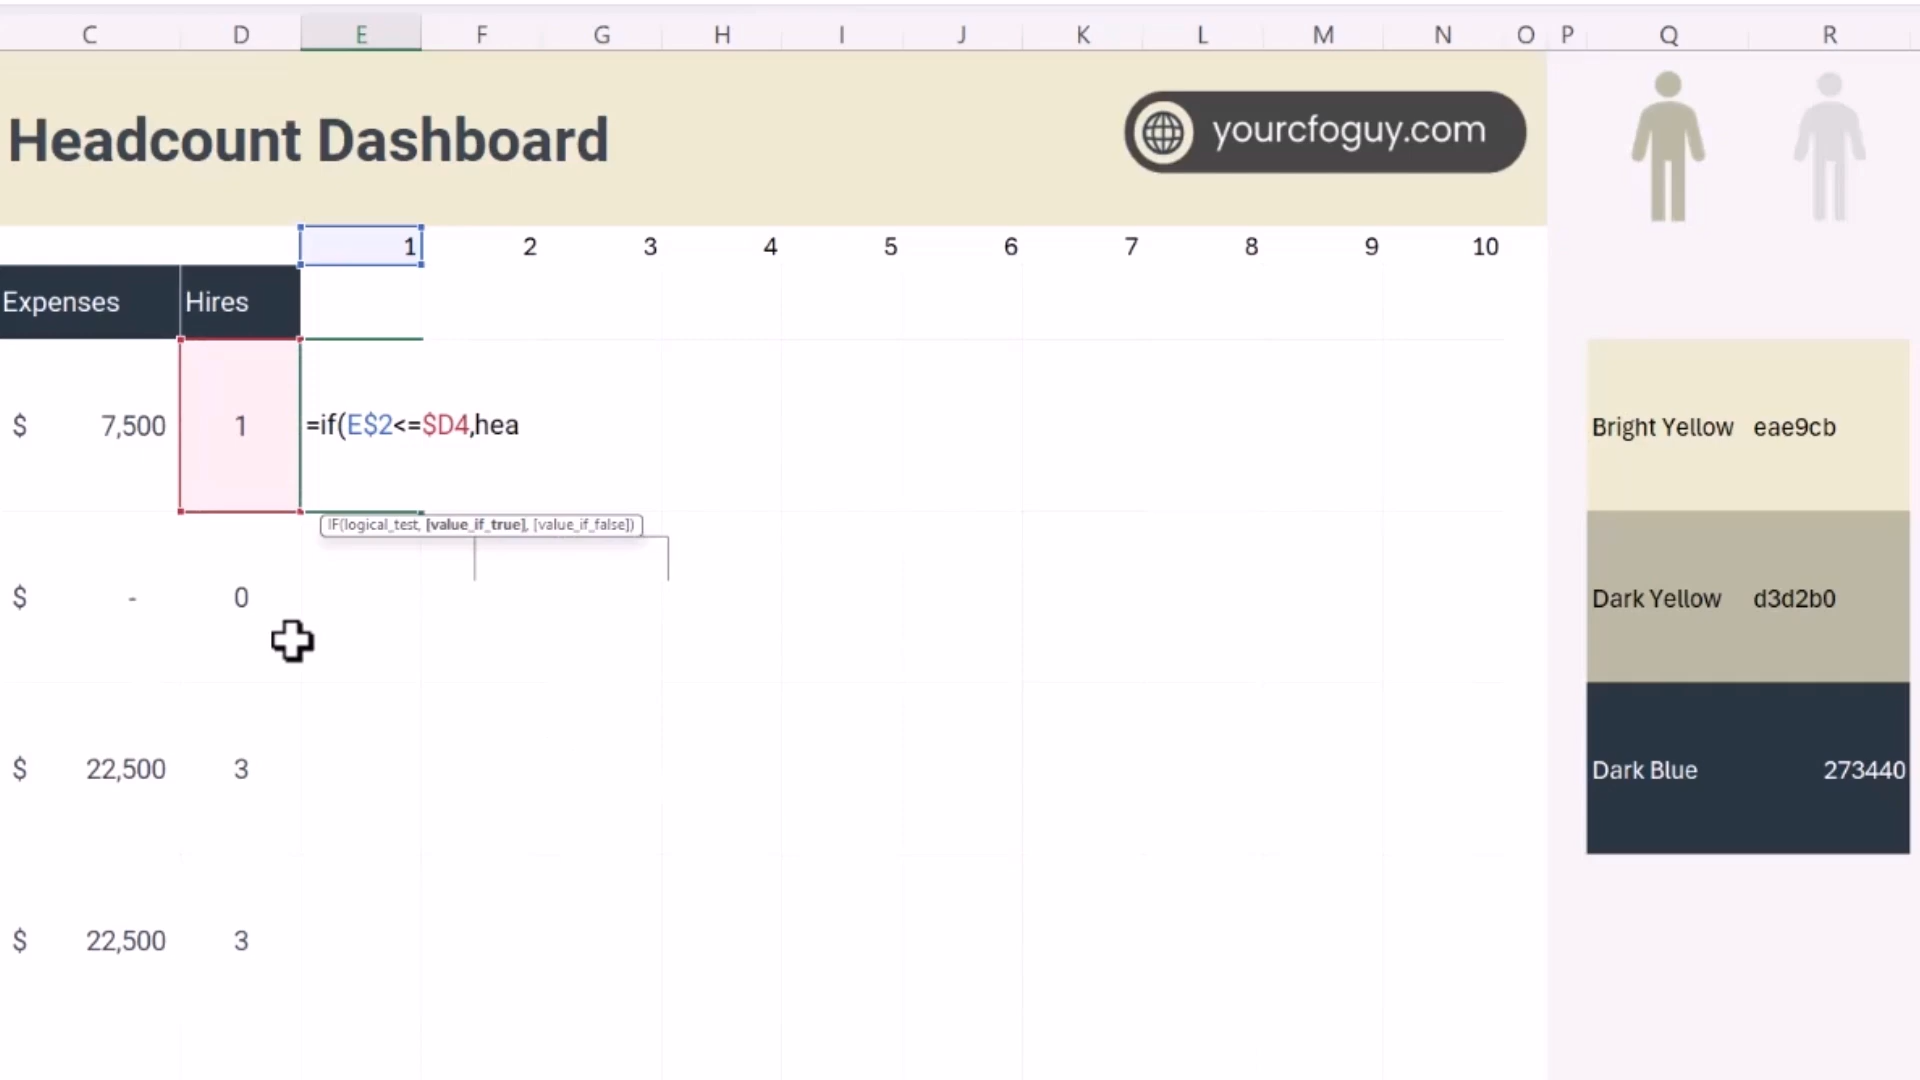 C D E F G H I J K L M N O P Q R
Headcount Dashboard
yourcfoguy.com
1 2 3 4 5 6 7 8 9 10
Expenses Hires
$ 7,500 1 =if(E$2<=$D4,hea
Bright Yellow eae9cb
IF(logical_test, [value_if_true], [value_if_false])
$ - 0
Dark Yellow d3d2b0
$ 22,500 3
Dark Blue 273440
$ 22,500 3